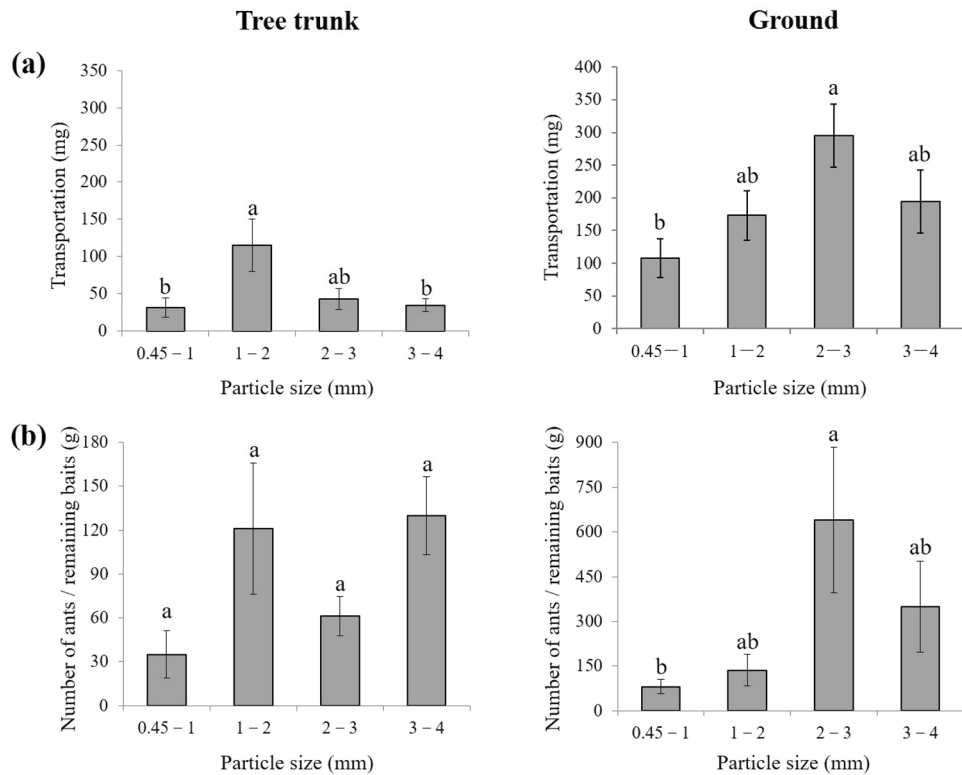 Tree trunk
Ground
(a)
Transportation (mg)
350
300
250
200
150
100
50
0
b
a
ab
b
0.45 – 1
1 – 2
2 – 3
3 – 4
Particle size (mm)
Transportation (mg)
400
350
300
250
200
150
100
50
0
b
ab
a
ab
0.45—1
1—2
2—3
3—4
Particle size (mm)
(b)
Number of ants / remaining baits (g)
180
150
120
90
60
30
0
a
a
a
a
0.45 – 1
1 – 2
2 – 3
3 – 4
Particle size (mm)
Number of ants / remaining baits (g)
900
750
600
450
300
150
0
b
ab
a
ab
0.45 – 1
1 – 2
2 – 3
3 – 4
Particle size (mm)